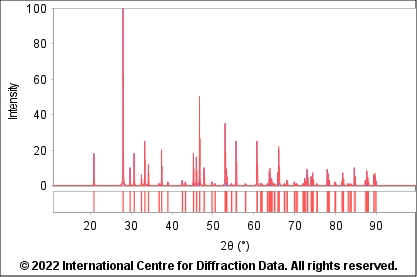 100
80
60
40
20
0
Intensity
20 30 40 50 60 70 80 90
2θ (°)
© 2022 International Centre for Diffraction Data. All rights reserved.